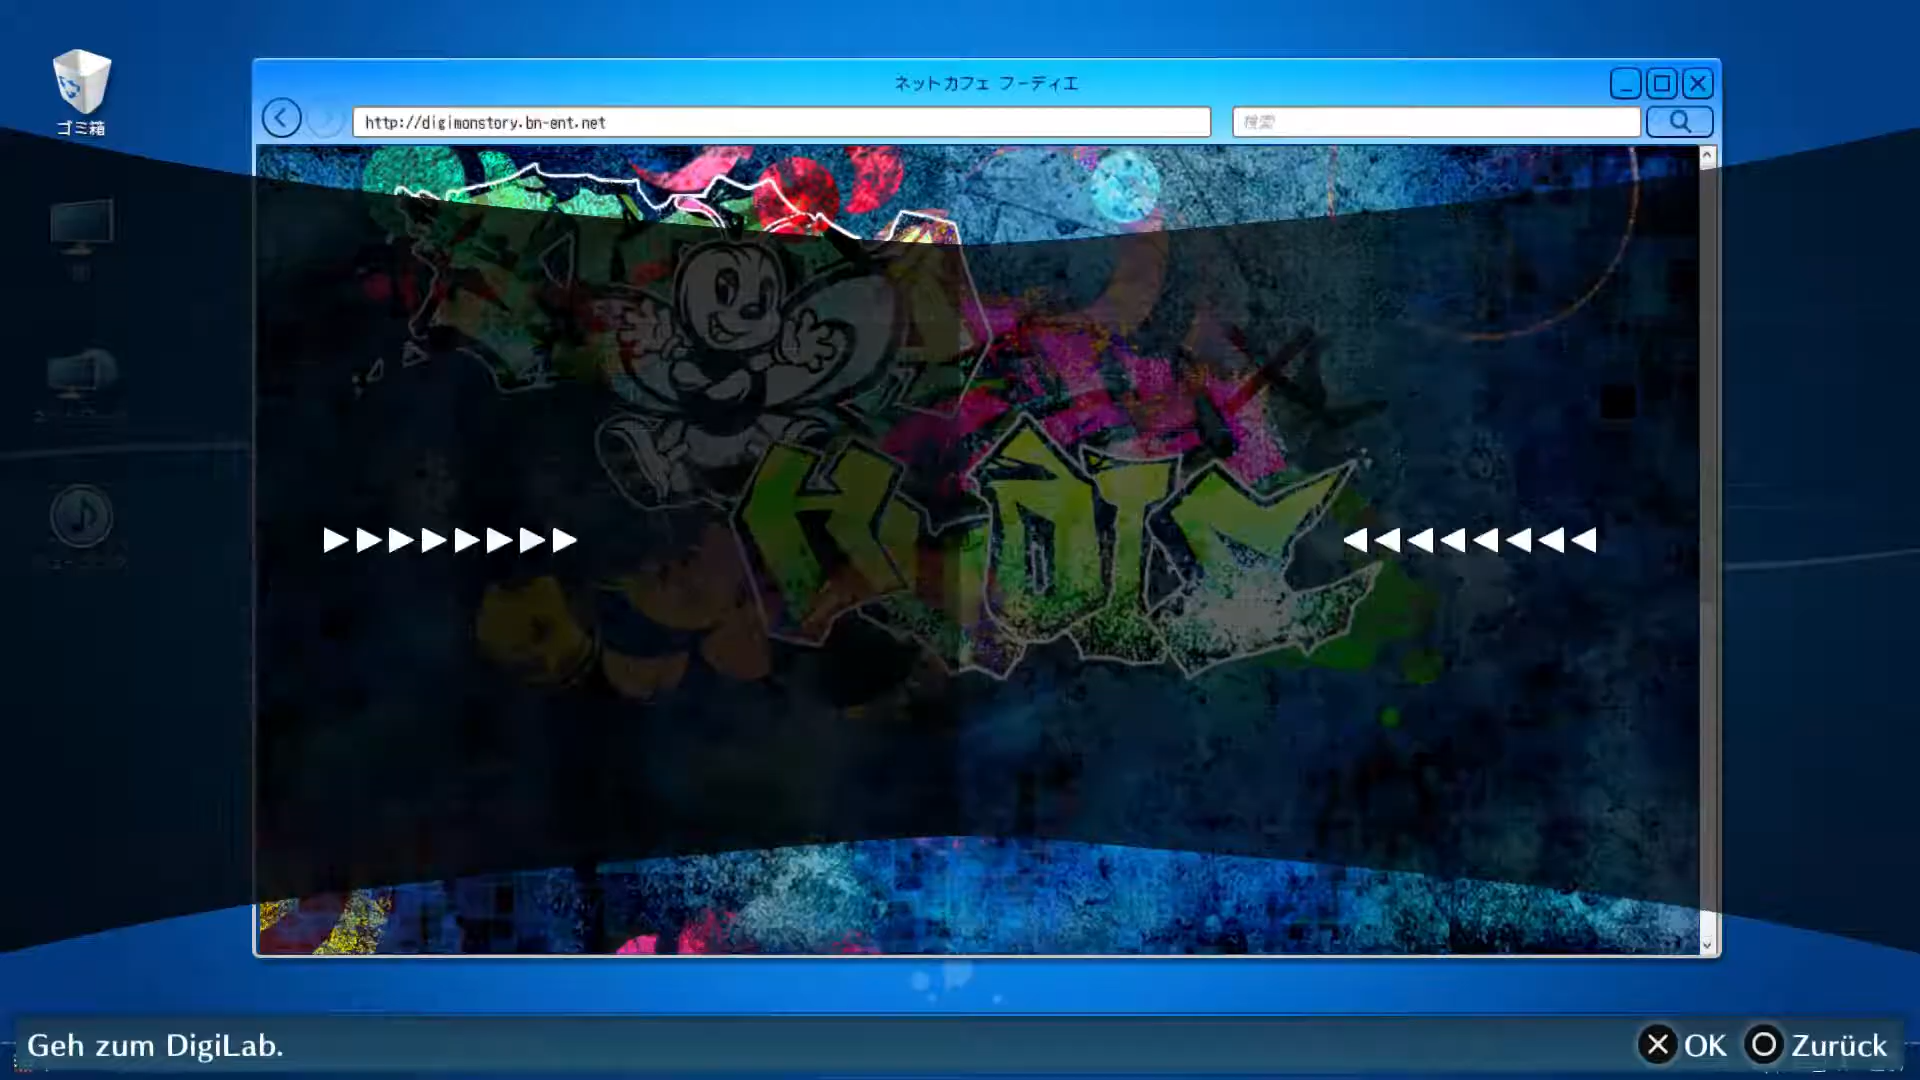 ネットカフェ フーディエ
http://digimonstory.bn-ent.net
検索
ゴミ箱
Geh zum DigiLab.
OK
Zurück